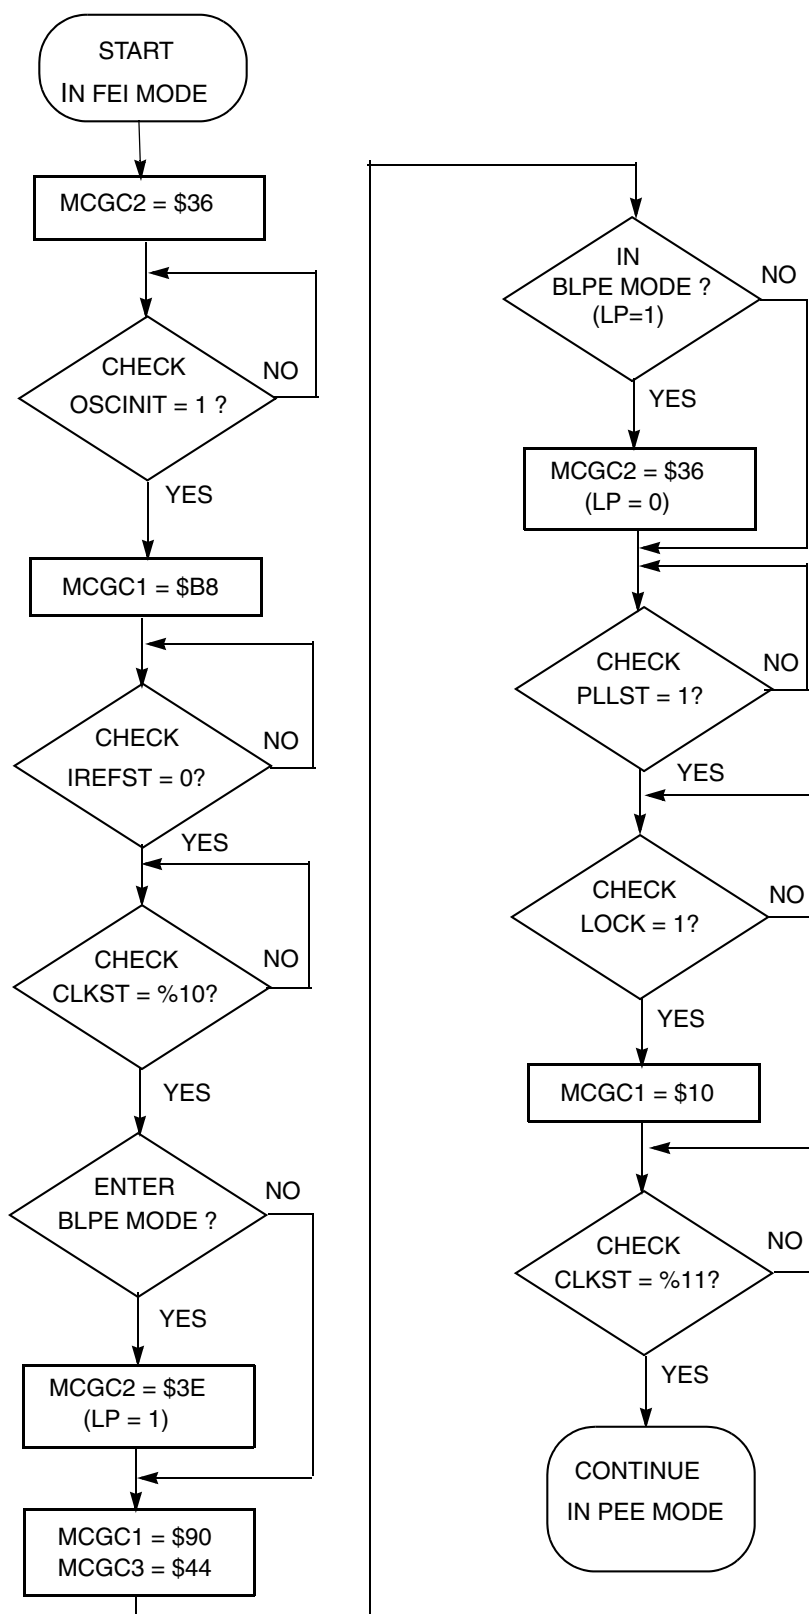 START
IN FEI MODE
MCGC2 = $36
CHECK
OSCINIT = 1 ?
NO
YES
MCGC1 = $B8
CHECK
IREFST = 0?
NO
YES
CHECK
CLKST = %10?
NO
YES
ENTER
BLPE MODE ?
NO
YES
MCGC2 = $3E
(LP = 1)
MCGC1 = $90
MCGC3 = $44
IN
BLPE MODE ?
(LP=1)
NO
YES
MCGC2 = $36
(LP = 0)
CHECK
PLLST = 1?
NO
YES
CHECK
LOCK = 1?
NO
YES
MCGC1 = $10
CHECK
CLKST = %11?
NO
YES
CONTINUE
IN PEE MODE